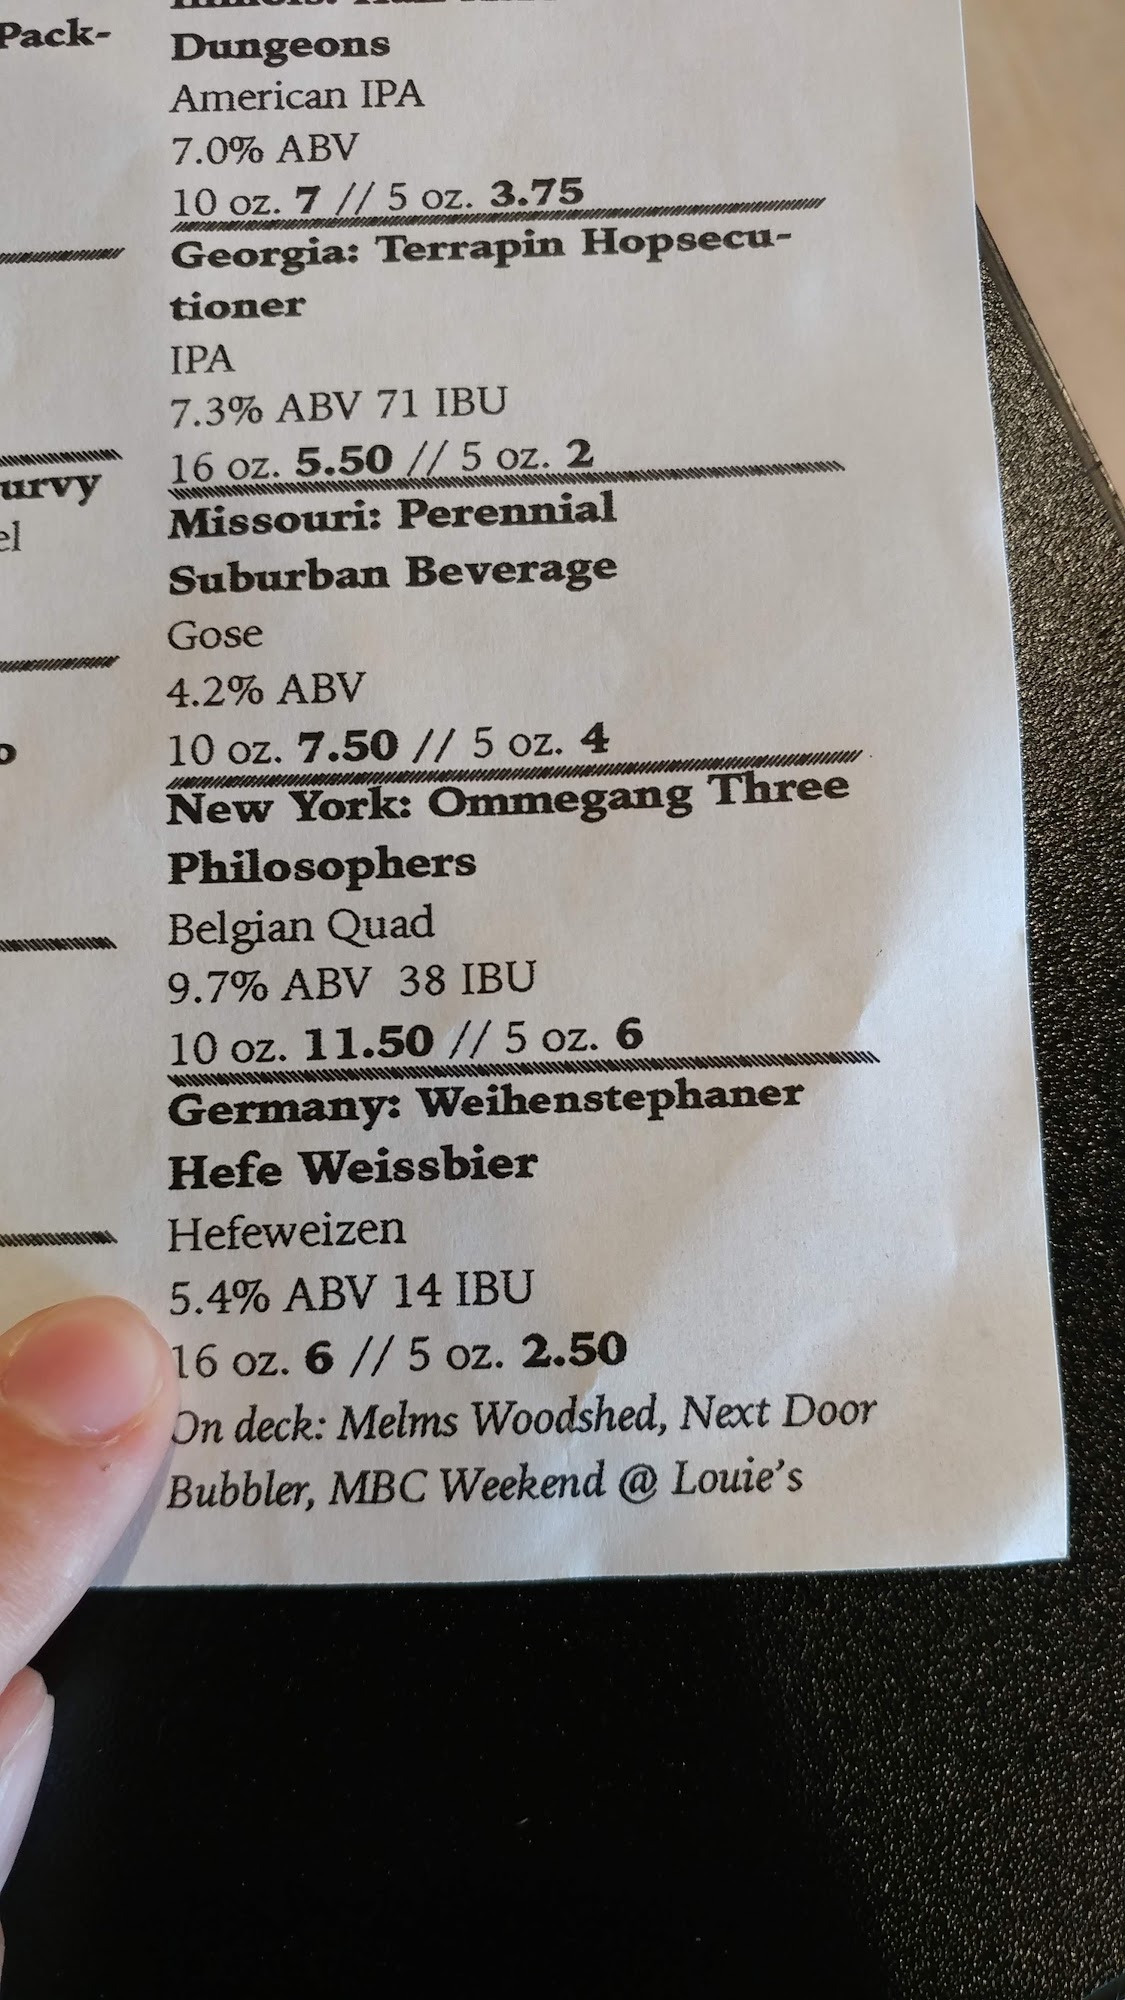 Pack-
urvy
el
o
Dungeons
American IPA
7.0% ABV
10 oz. 7 // 5 oz. 3.75
Georgia: Terrapin Hopsecu-
tioner
IPA
7.3% ABV 71 IBU
16 oz. 5.50 // 5 oz. 2
Missouri: Perennial
Suburban Beverage
Gose
4.2% ABV
10 oz. 7.50 // 5 oz. 4
New York: Ommegang Three
Philosophers
Belgian Quad
9.7% ABV 38 IBU
10 oz. 11.50 // 5 oz. 6
Germany: Weihenstephaner
Hefe Weissbier
Hefeweizen
5.4% ABV 14 IBU
16 oz. 6 // 5 oz. 2.50
On deck: Melms Woodshed, Next Door
Bubbler, MBC Weekend @ Louie's